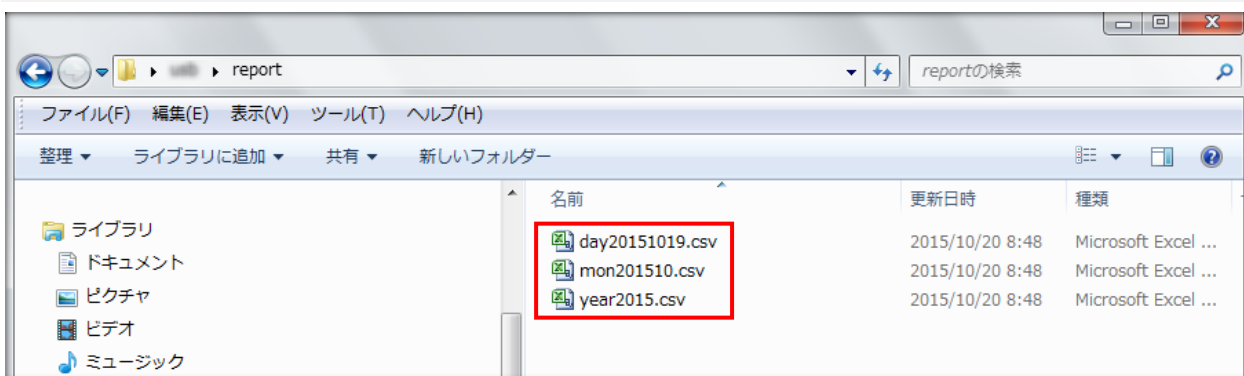 report
reportの検索
ファイル(F) 編集(E) 表示(V) ツール(T) ヘルプ(H)
整理 ライブラリに追加 共有 新しいフォルダー
名前 更新日時 種類
ライブラリ
ドキュメント
ピクチャ
ビデオ
ミュージック
day20151019.csv 2015/10/20 8:48 Microsoft Excel ...
mon201510.csv 2015/10/20 8:48 Microsoft Excel ...
year2015.csv 2015/10/20 8:48 Microsoft Excel ...